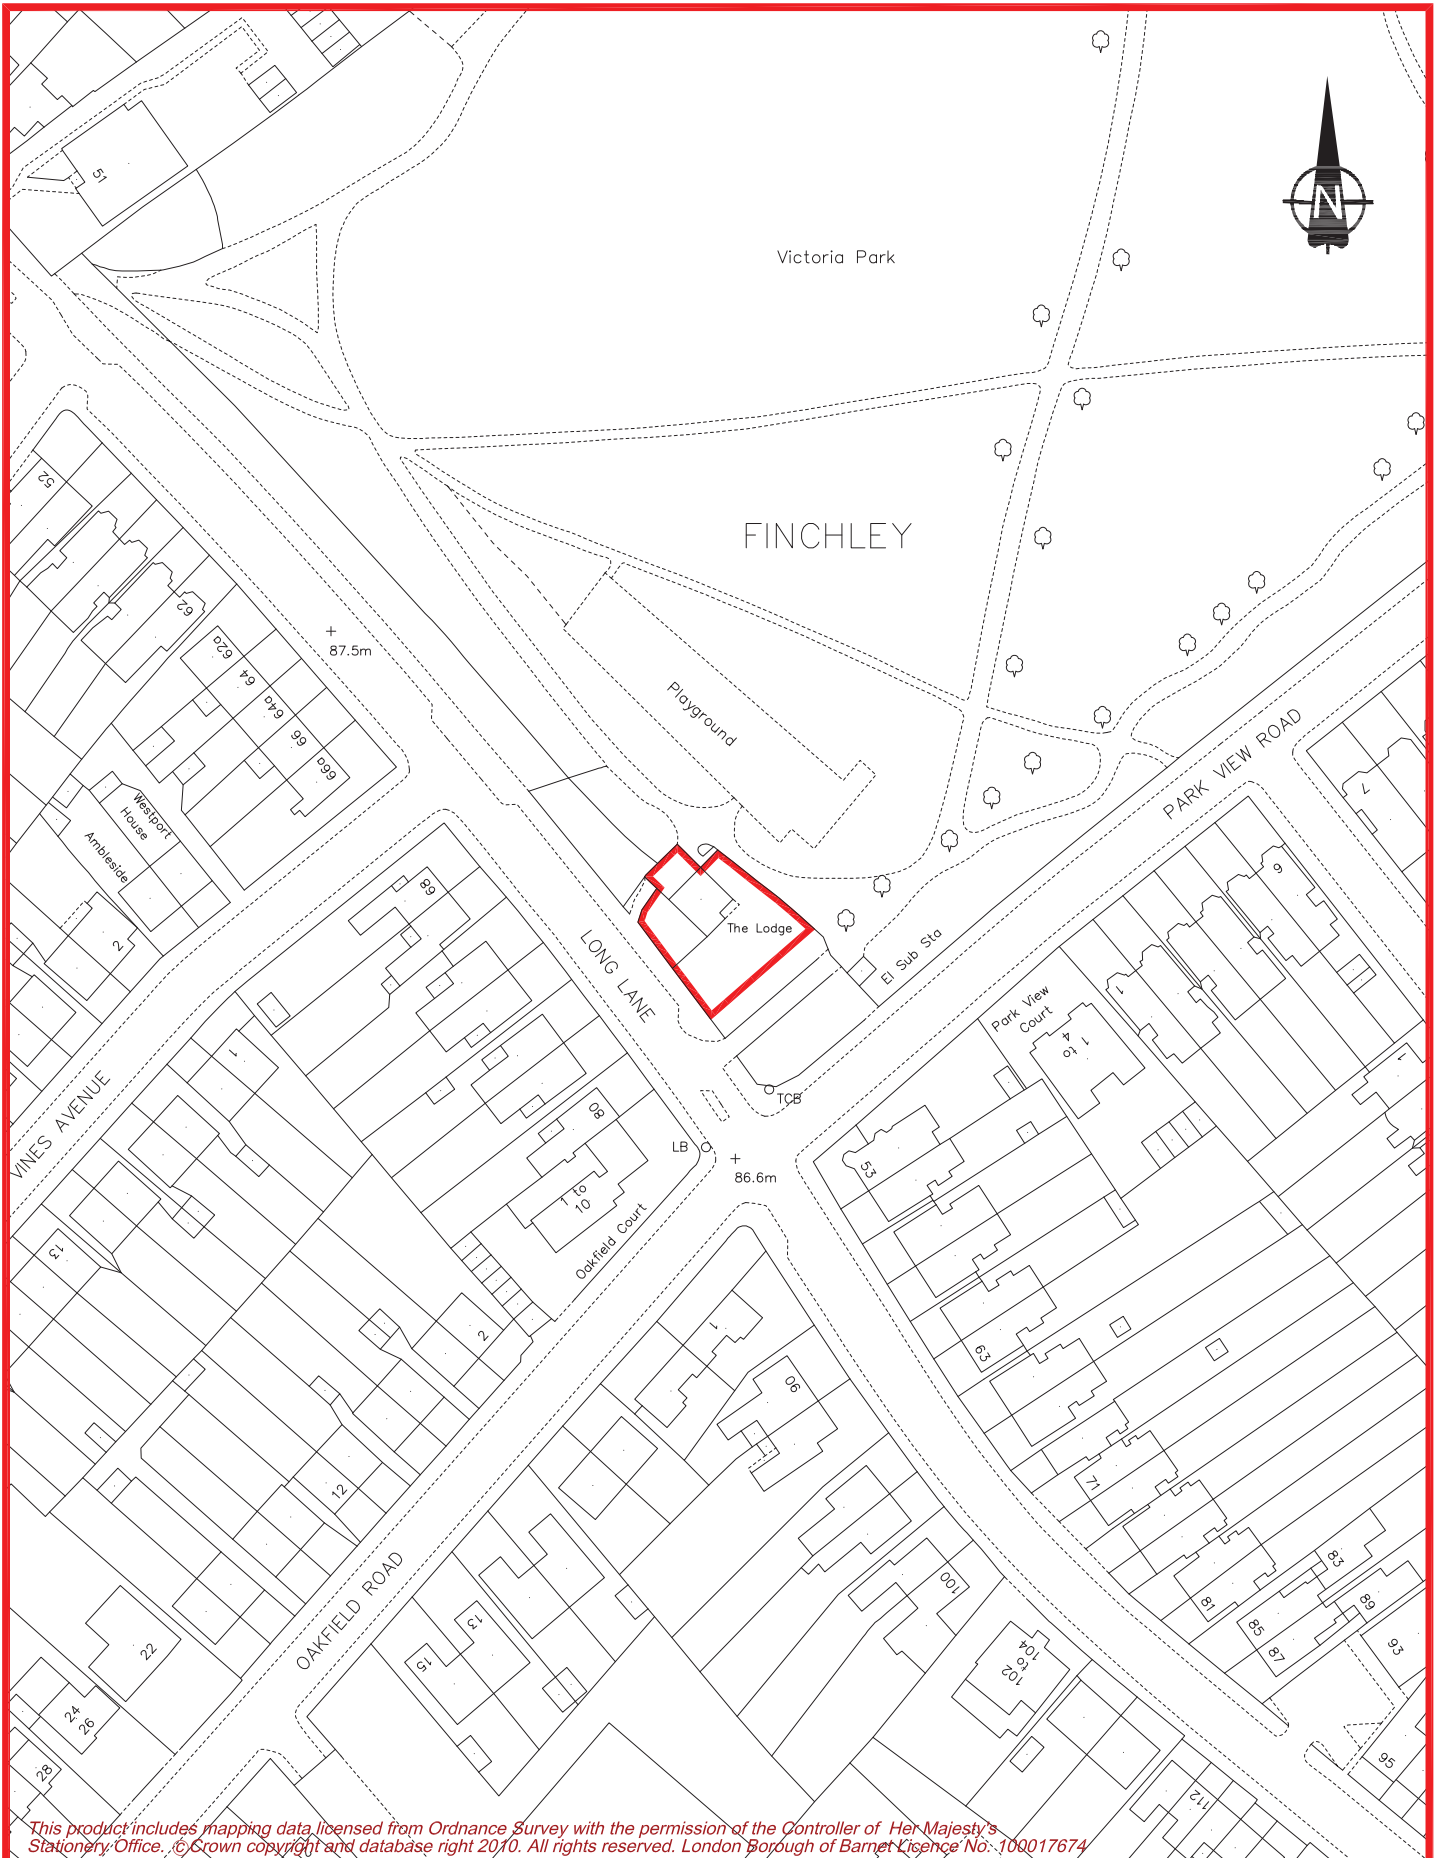 51
N
Victoria Park
52
FINCHLEY
62
87.5m
62a
64
64a
66
66a
Playground
PARK VIEW ROAD
7
Westport
House
Ambleside
9
68
2
The Lodge
LONG LANE
El Sub Sta
Park View
Court
1
1 to
4
1
1
VINES AVENUE
80
TCB
LB
86.6m
53
1 to
10
Oakfield Court
13
2
1
63
90
12
71
OAKFIELD ROAD
83
100
81
89
85
87
93
13
15
22
102
to
104
24
26
28
95
112
This product includes mapping data licensed from Ordnance Survey with the permission of the Controller of Her Majesty's
Stationery Office. © Crown copyright and database right 2010. All rights reserved. London Borough of Barnet Licence No. 100017674